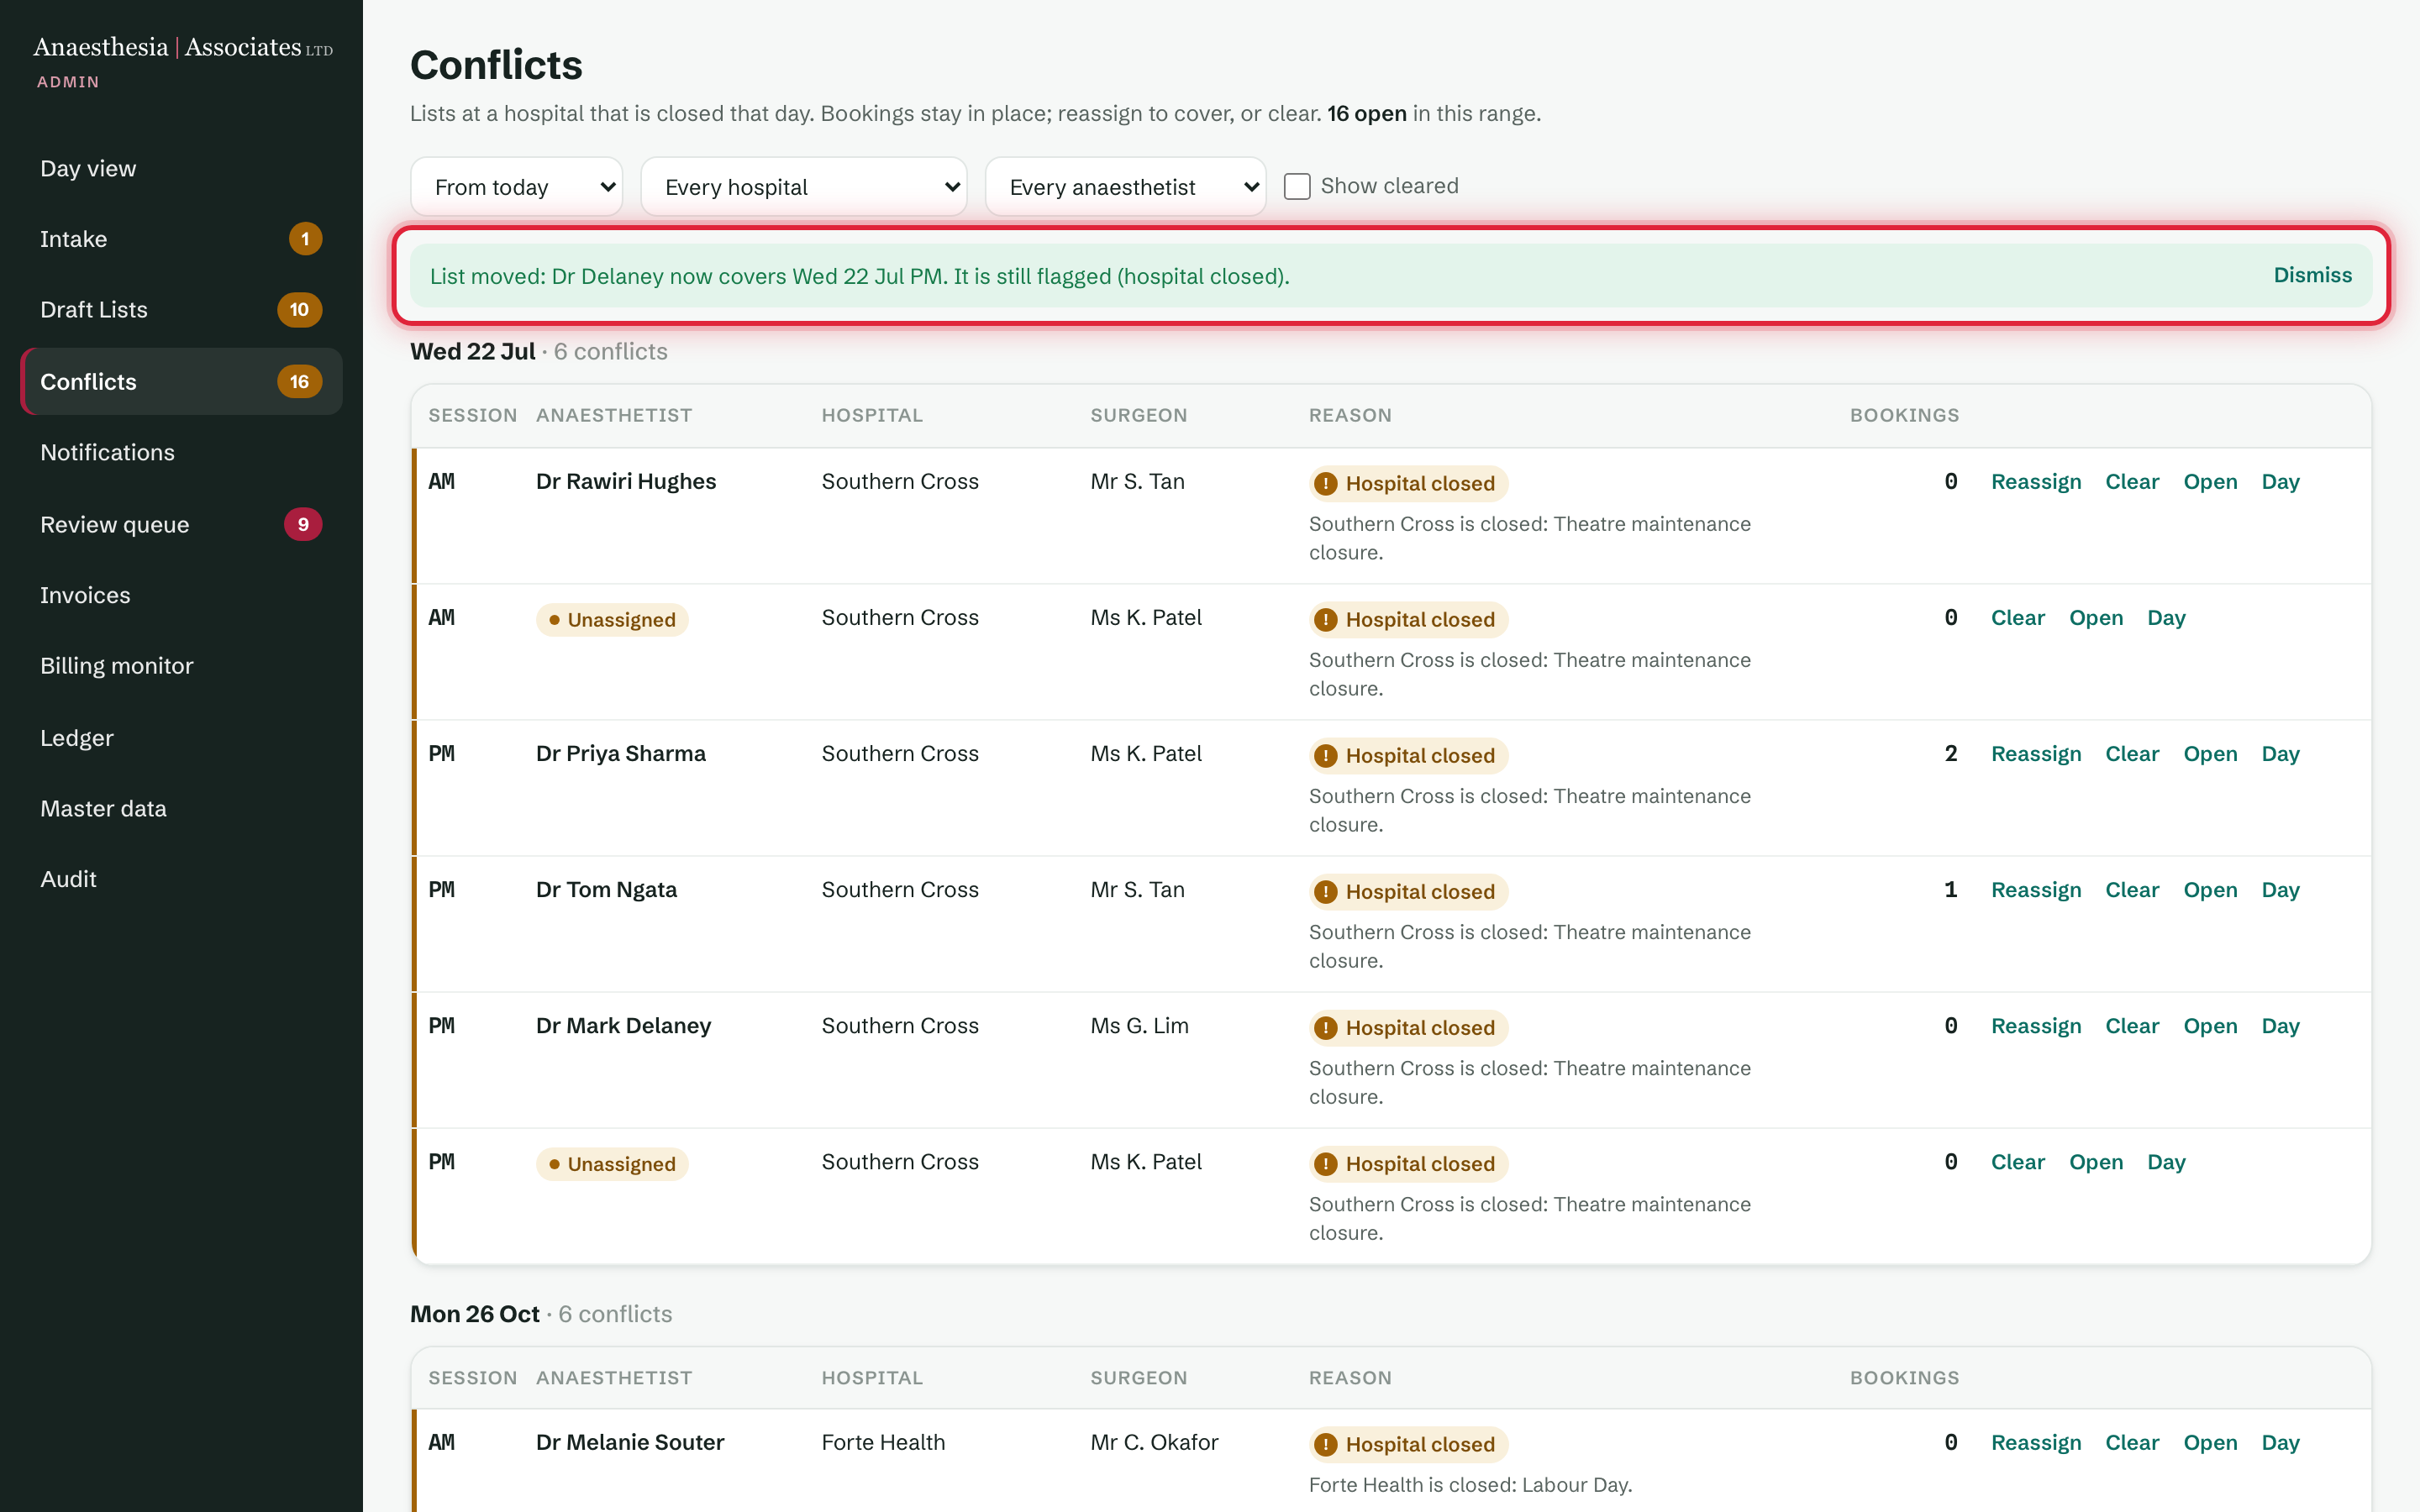 Anaesthesia | Associates LTD
ADMIN
Day view
Intake 1
Draft Lists 10
Conflicts 16
Notifications
Review queue 9
Invoices
Billing monitor
Ledger
Master data
Audit
Conflicts
Lists at a hospital that is closed that day. Bookings stay in place; reassign to cover, or clear. 16 open in this range.
From today Every hospital Every anaesthetist Show cleared
List moved: Dr Delaney now covers Wed 22 Jul PM. It is still flagged (hospital closed). Dismiss
Wed 22 Jul · 6 conflicts
SESSION ANAESTHETIST HOSPITAL SURGEON REASON BOOKINGS
AM Dr Rawiri Hughes Southern Cross Mr S. Tan ! Hospital closed 0 Reassign Clear Open Day
Southern Cross is closed: Theatre maintenance
closure.
AM Unassigned Southern Cross Ms K. Patel ! Hospital closed 0 Clear Open Day
Southern Cross is closed: Theatre maintenance
closure.
PM Dr Priya Sharma Southern Cross Ms K. Patel ! Hospital closed 2 Reassign Clear Open Day
Southern Cross is closed: Theatre maintenance
closure.
PM Dr Tom Ngata Southern Cross Mr S. Tan ! Hospital closed 1 Reassign Clear Open Day
Southern Cross is closed: Theatre maintenance
closure.
PM Dr Mark Delaney Southern Cross Ms G. Lim ! Hospital closed 0 Reassign Clear Open Day
Southern Cross is closed: Theatre maintenance
closure.
PM Unassigned Southern Cross Ms K. Patel ! Hospital closed 0 Clear Open Day
Southern Cross is closed: Theatre maintenance
closure.
Mon 26 Oct · 6 conflicts
SESSION ANAESTHETIST HOSPITAL SURGEON REASON BOOKINGS
AM Dr Melanie Souter Forte Health Mr C. Okafor ! Hospital closed 0 Reassign Clear Open Day
Forte Health is closed: Labour Day.